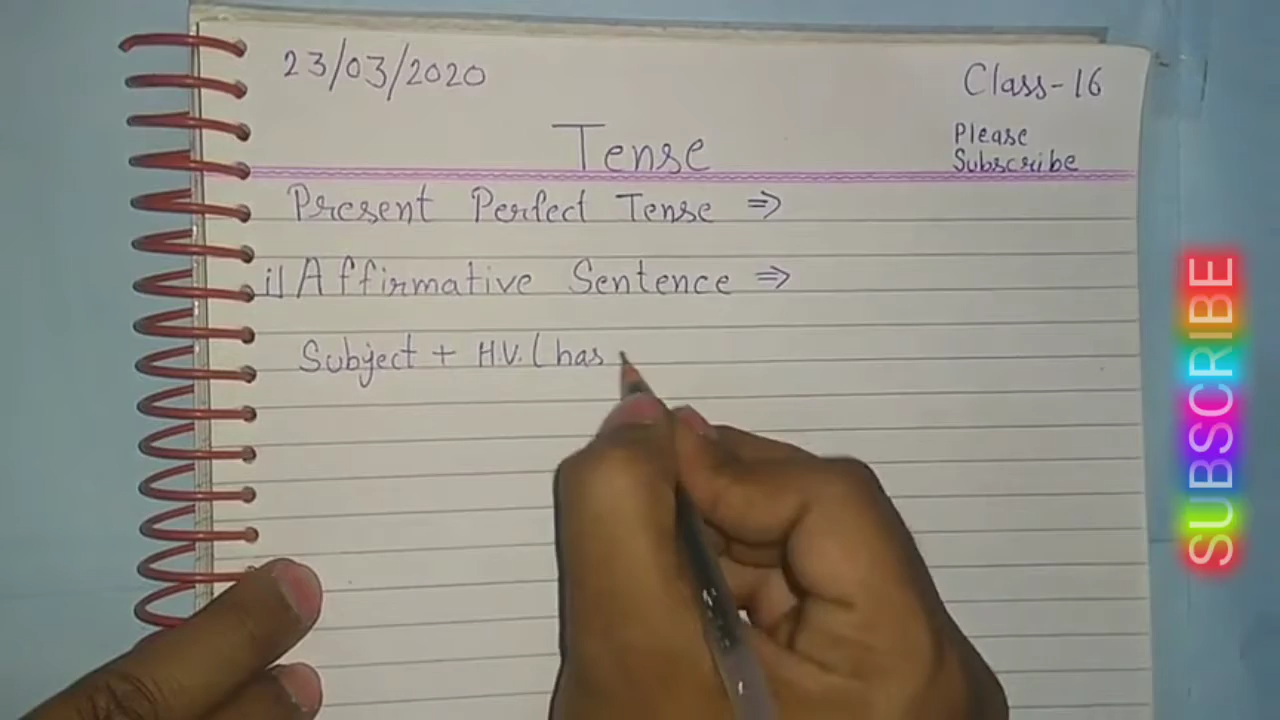 23/03/2020
Class-16
Please
Subscribe
Tense
Present Perfect Tense ⇒
i) Affirmative Sentence ⇒
Subject + H.V. ( has
SUBSCRIBE